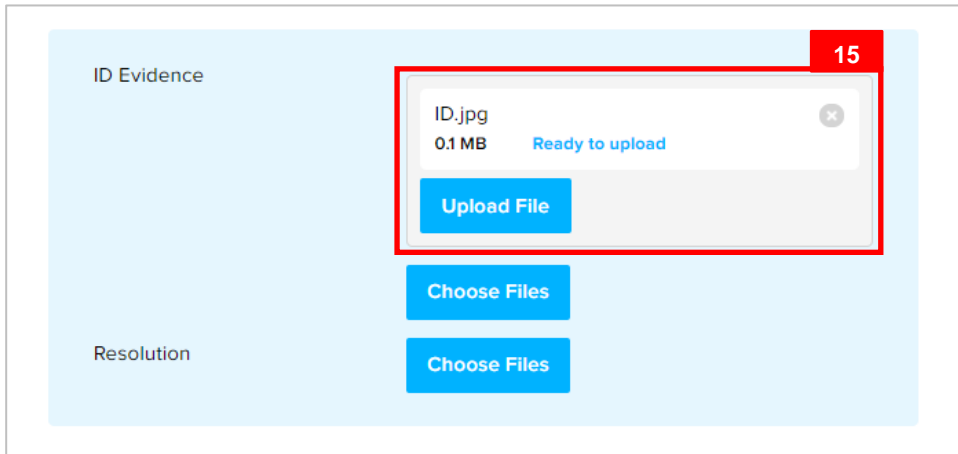 15
ID Evidence
ID.jpg
0.1 MB Ready to upload
Upload File
Choose Files
Resolution
Choose Files